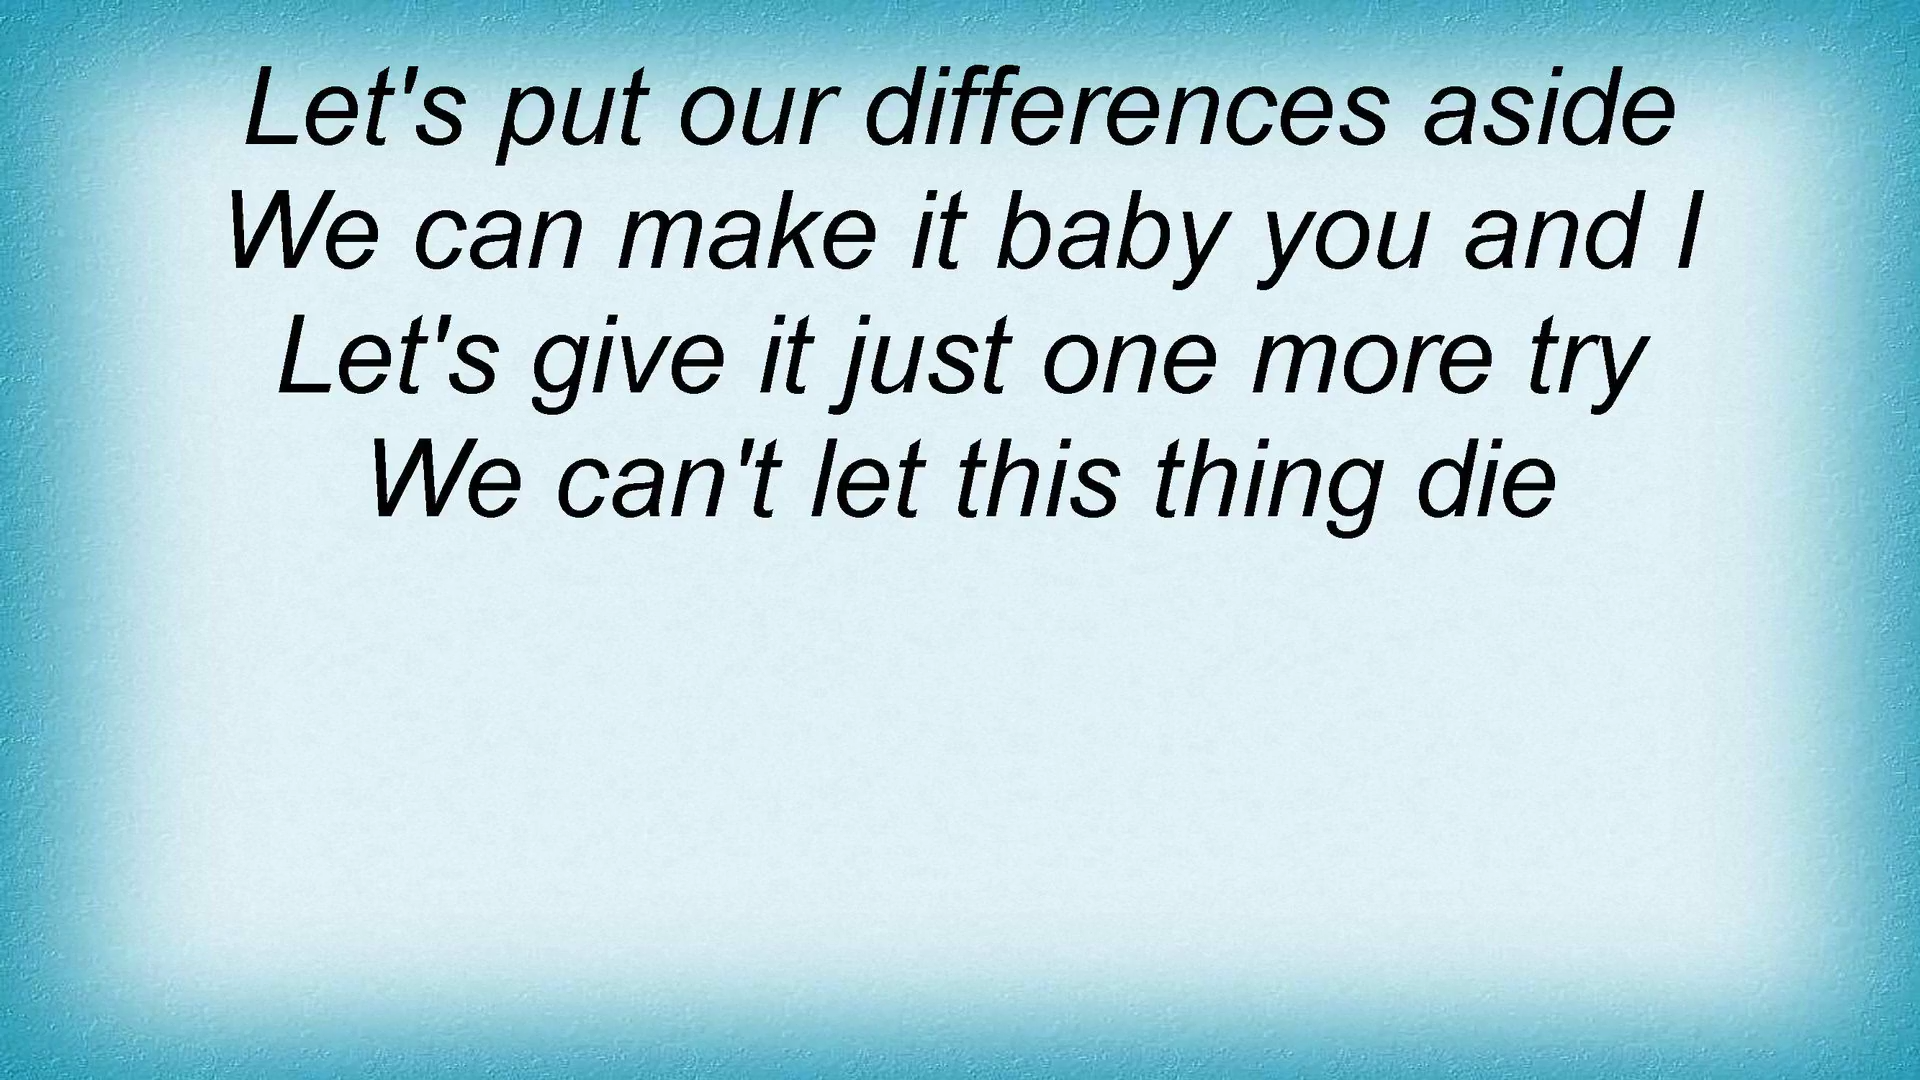 Let's put our differences aside
We can make it baby you and I
Let's give it just one more try
We can't let this thing die